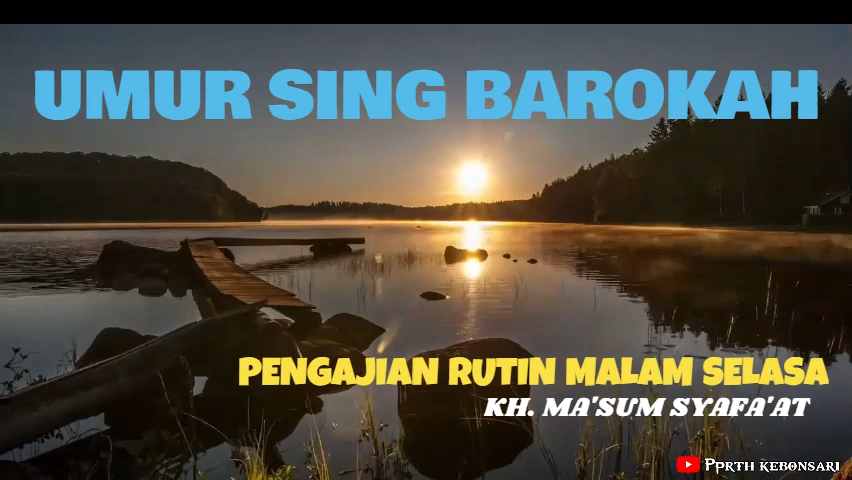 UMUR SING BAROKAH
PENGAJIAN RUTIN MALAM SELASA
KH. MA'SUM SYAFA'AT
PPRTH KEBONSARI